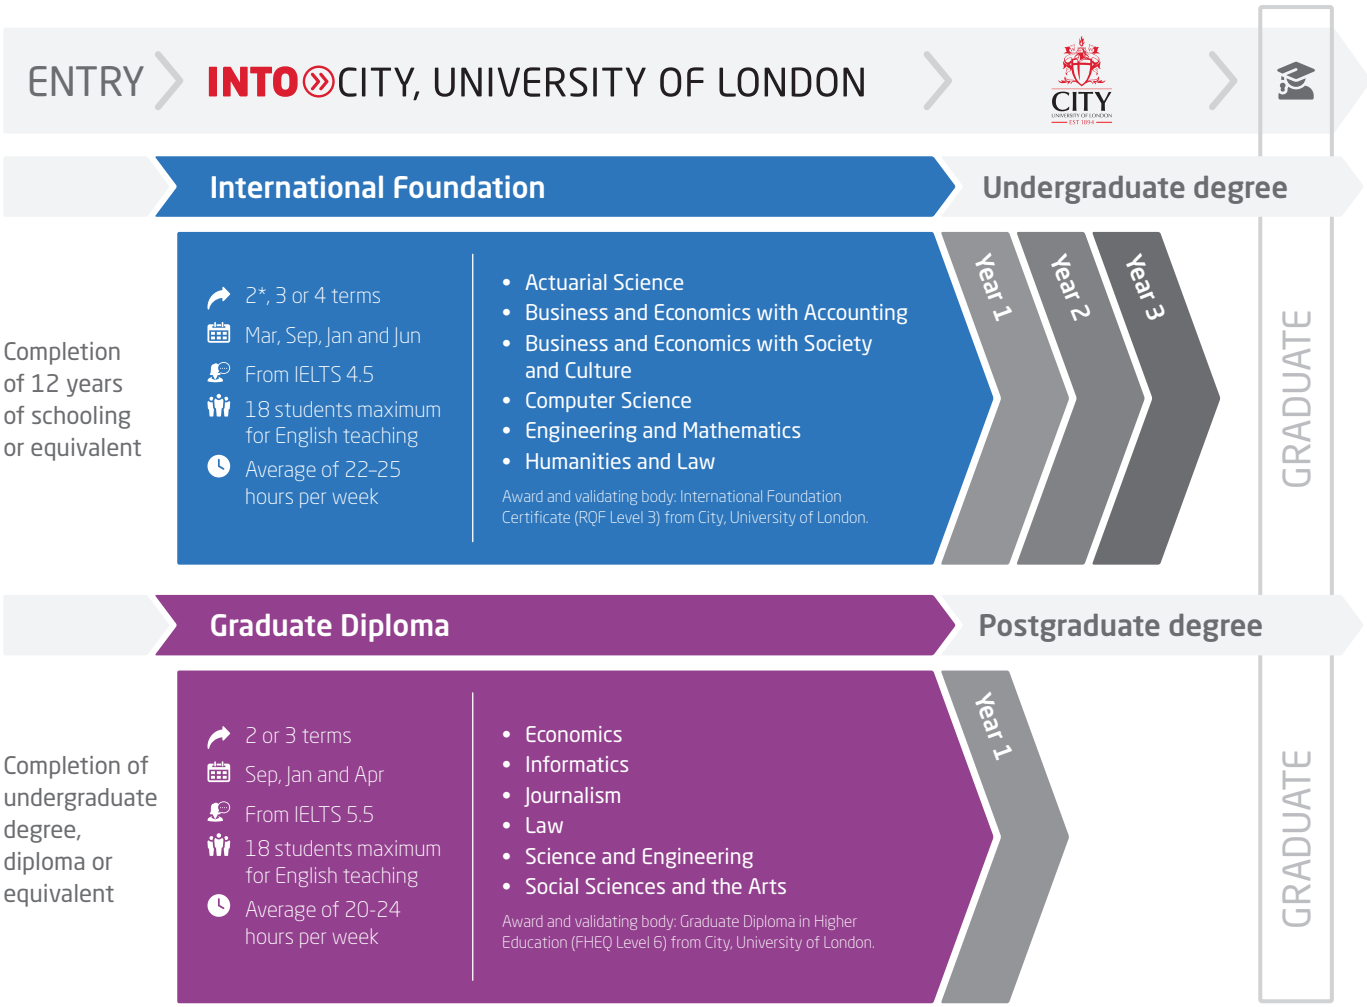 ENTRY
INTO CITY, UNIVERSITY OF LONDON
CITY
UNIVERSITY OF LONDON
EST 1894
International Foundation
Undergraduate degree
Completion
of 12 years
of schooling
or equivalent
2*, 3 or 4 terms
Mar, Sep, Jan and Jun
From IELTS 4.5
18 students maximum
for English teaching
Average of 22–25
hours per week
• Actuarial Science
• Business and Economics with Accounting
• Business and Economics with Society
and Culture
• Computer Science
• Engineering and Mathematics
• Humanities and Law
Award and validating body: International Foundation
Certificate (RQF Level 3) from City, University of London.
Year 1
Year 2
Year 3
GRADUATE
Graduate Diploma
Postgraduate degree
Completion of
undergraduate
degree,
diploma or
equivalent
2 or 3 terms
Sep, Jan and Apr
From IELTS 5.5
18 students maximum
for English teaching
Average of 20-24
hours per week
• Economics
• Informatics
• Journalism
• Law
• Science and Engineering
• Social Sciences and the Arts
Award and validating body: Graduate Diploma in Higher
Education (FHEQ Level 6) from City, University of London.
Year 1
GRADUATE